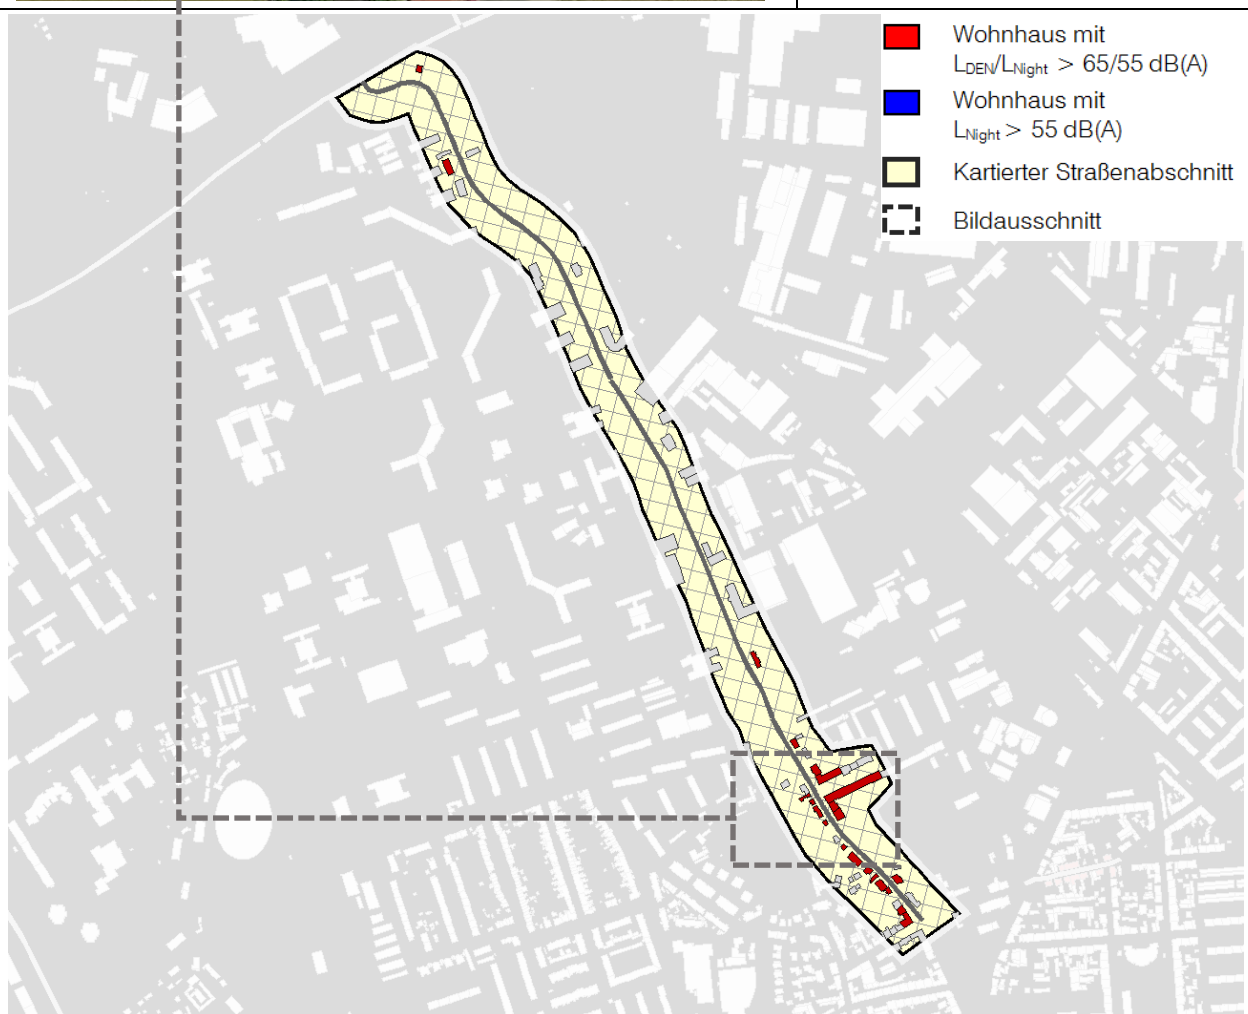 Wohnhaus mit
LDEN/LNight > 65/55 dB(A)
Wohnhaus mit
LNight > 55 dB(A)
Kartierter Straßenabschnitt
Bildausschnitt